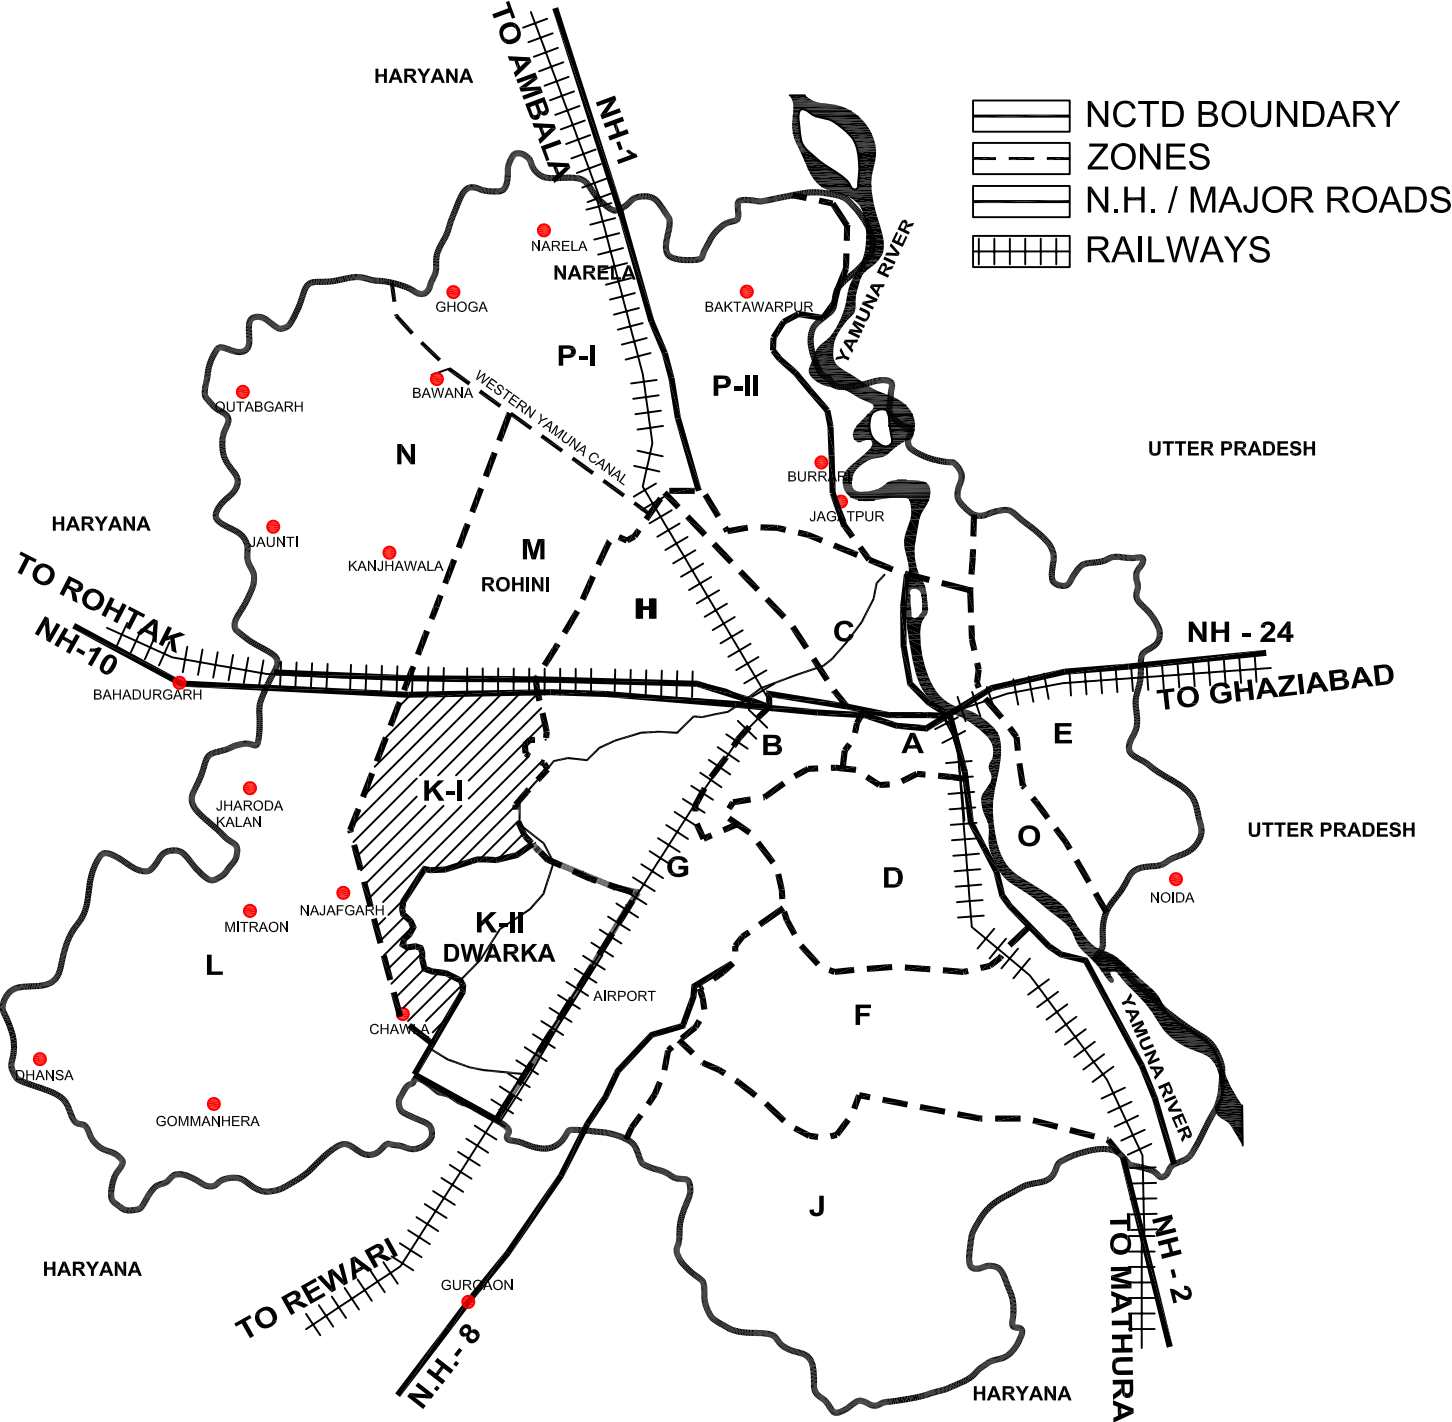 TO AMBALA
NH-1
HARYANA
NCTD BOUNDARY
ZONES
N.H. / MAJOR ROADS
RAILWAYS
NARELA
NARELA
GHOGA
BAKTAWARPUR
YAMUNA RIVER
P-I
P-II
BAWANA
WESTERN YAMUNA CANAL
QUTABGARH
N
UTTER PRADESH
BURRARI
JAGATPUR
HARYANA
JAUNTI
KANJHAWALA
M
ROHINI
H
C
TO ROHTAK
NH-10
BAHADURGARH
NH - 24
TO GHAZIABAD
B
A
E
K-I
JHARODA
KALAN
O
UTTER PRADESH
G
D
NOIDA
NAJAFGARH
MITRAON
K-II
DWARKA
L
AIRPORT
F
CHAWLA
YAMUNA RIVER
DHANSA
GOMMANHERA
J
HARYANA
TO REWARI
GURGAON
N.H.- 8
NH - 2
TO MATHURA
HARYANA